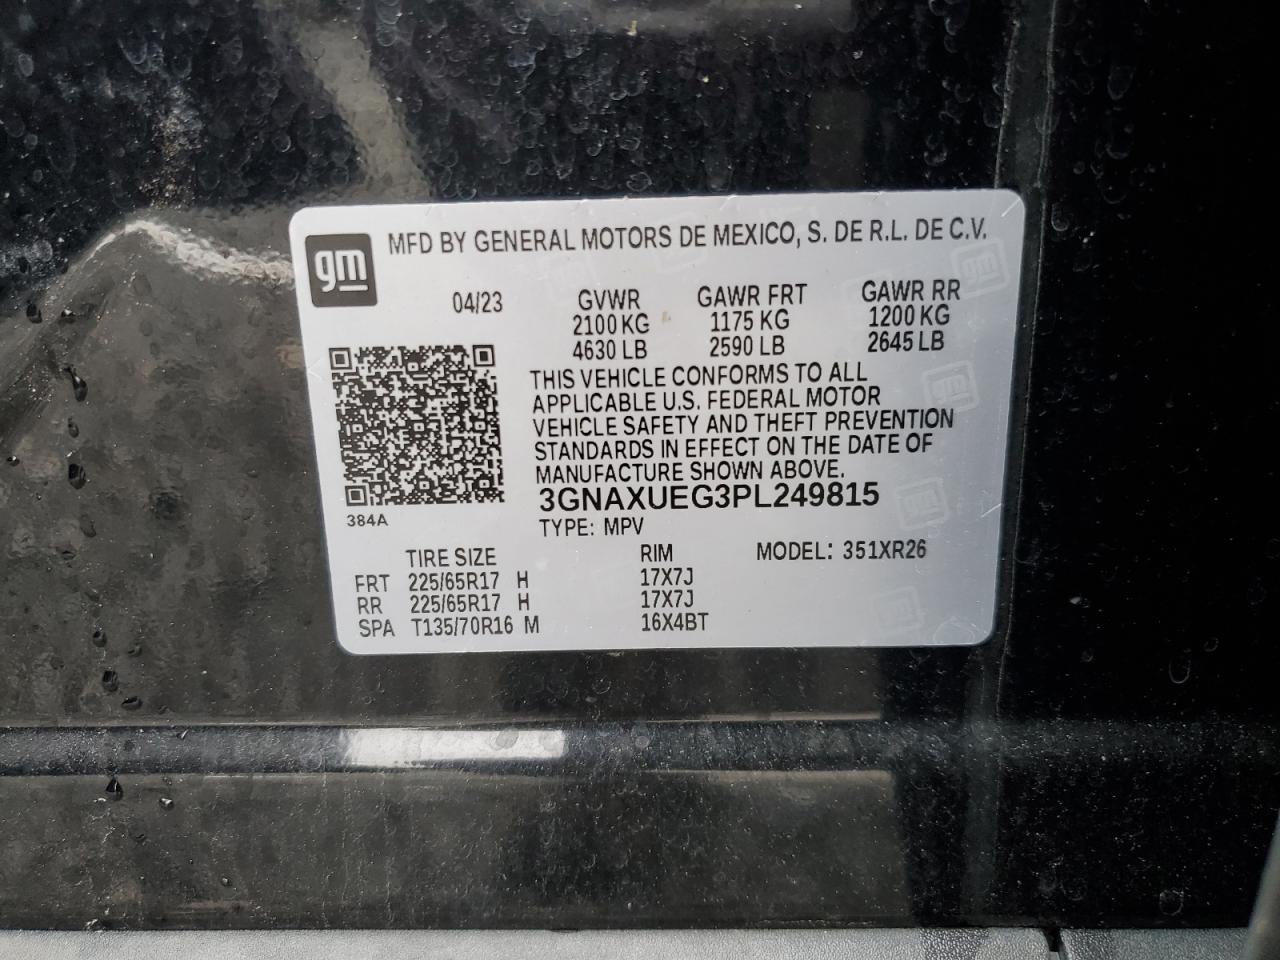 gm
MFD BY GENERAL MOTORS DE MEXICO, S. DE R.L. DE C.V.
04/23 GVWR GAWR FRT GAWR RR
2100 KG 1175 KG 1200 KG
4630 LB 2590 LB 2645 LB
THIS VEHICLE CONFORMS TO ALL
APPLICABLE U.S. FEDERAL MOTOR
VEHICLE SAFETY AND THEFT PREVENTION
STANDARDS IN EFFECT ON THE DATE OF
MANUFACTURE SHOWN ABOVE.
3GNAXUEG3PL249815
384A
TYPE: MPV
TIRE SIZE RIM MODEL: 351XR26
FRT 225/65R17 H 17X7J
RR 225/65R17 H 17X7J
SPA T135/70R16 M 16X4BT